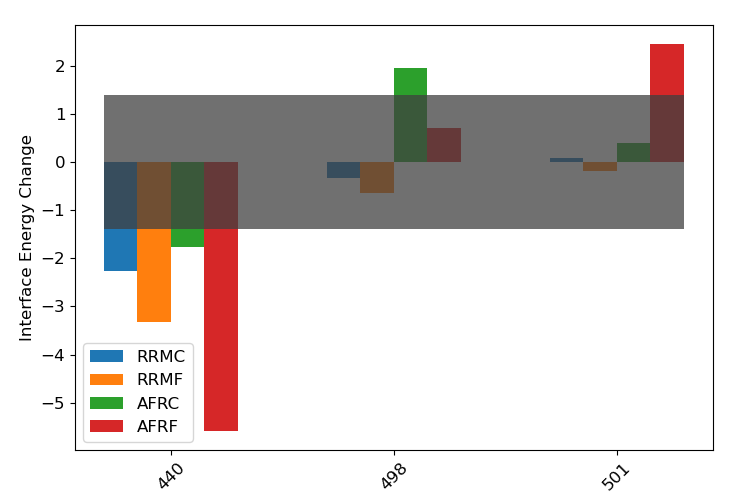 Interface Energy Change
2
1
0
−1
−2
−3
−4
−5
RRMC
RRMF
AFRC
AFRF
440
498
501